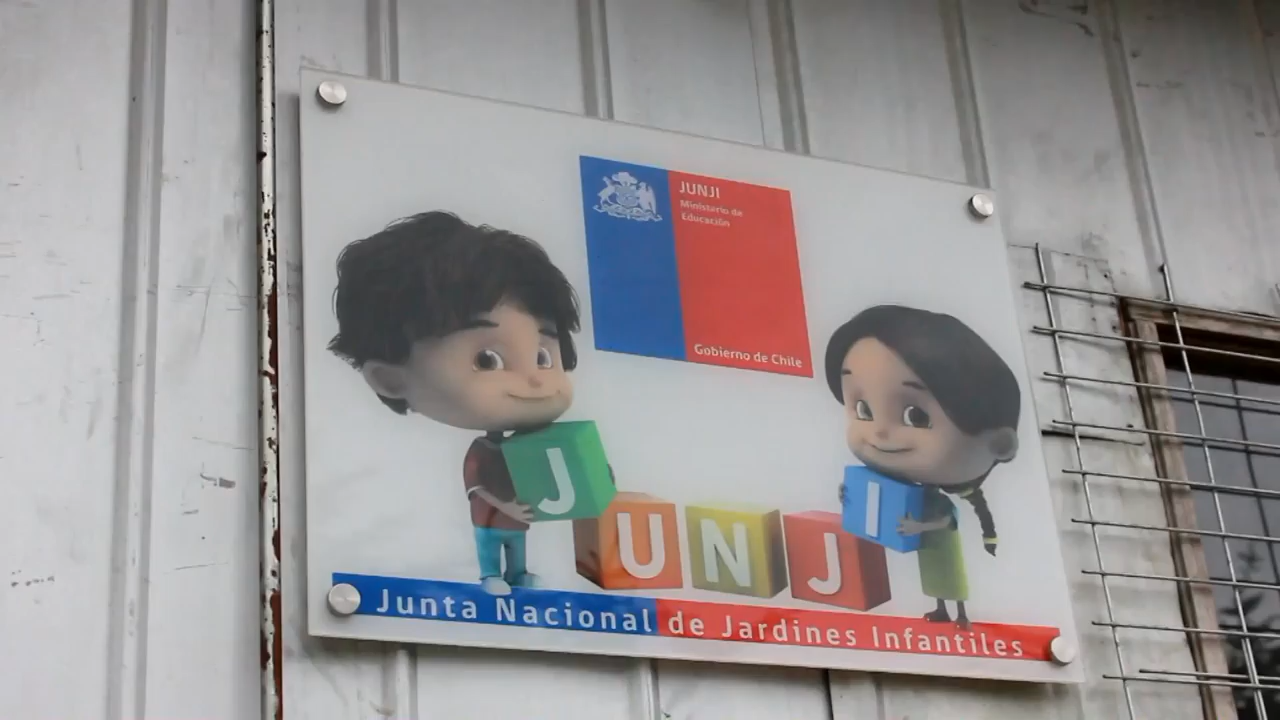 JUNJI
Ministerio de
Educación
Gobierno de Chile
J
U
N
J
I
Junta Nacional de Jardines Infantiles